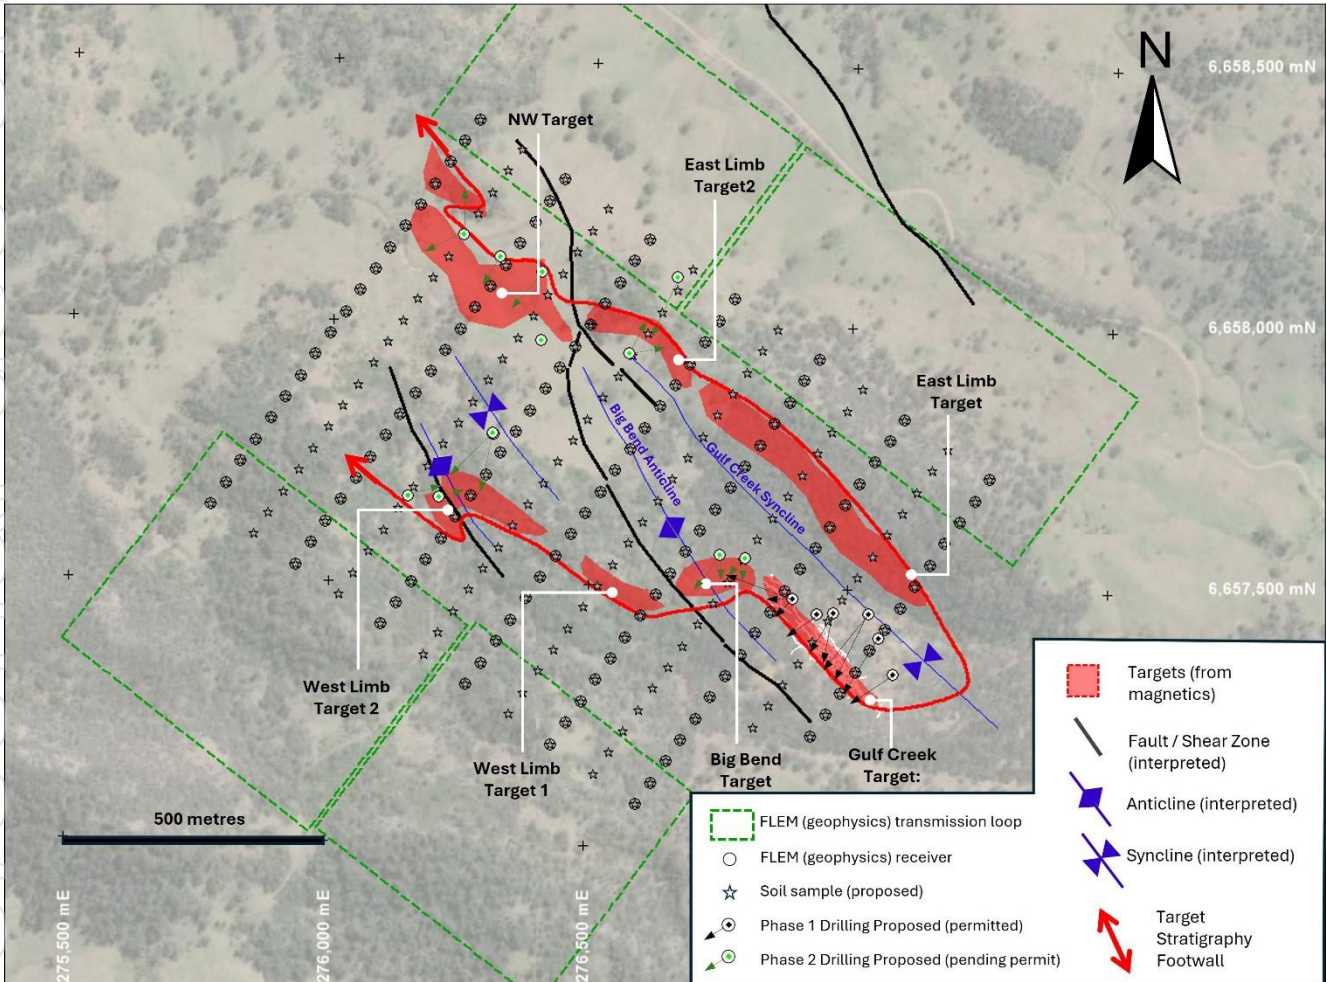 N
6,658,500 mN
NW Target
East Limb
Target2
6,658,000 mN
East Limb
Target
Big Bend Anticline
Gulf Creek Syncline
6,657,500 mN
West Limb
Target 2
West Limb
Target 1
Big Bend
Target
Gulf Creek
Target:
500 metres
275,500 mE
276,000 mE
276,500 mE
Targets (from
magnetics)
Fault / Shear Zone
(interpreted)
Anticline (interpreted)
Syncline (interpreted)
Target
Stratigraphy
Footwall
FLEM (geophysics) transmission loop
FLEM (geophysics) receiver
Soil sample (proposed)
Phase 1 Drilling Proposed (permitted)
Phase 2 Drilling Proposed (pending permit)